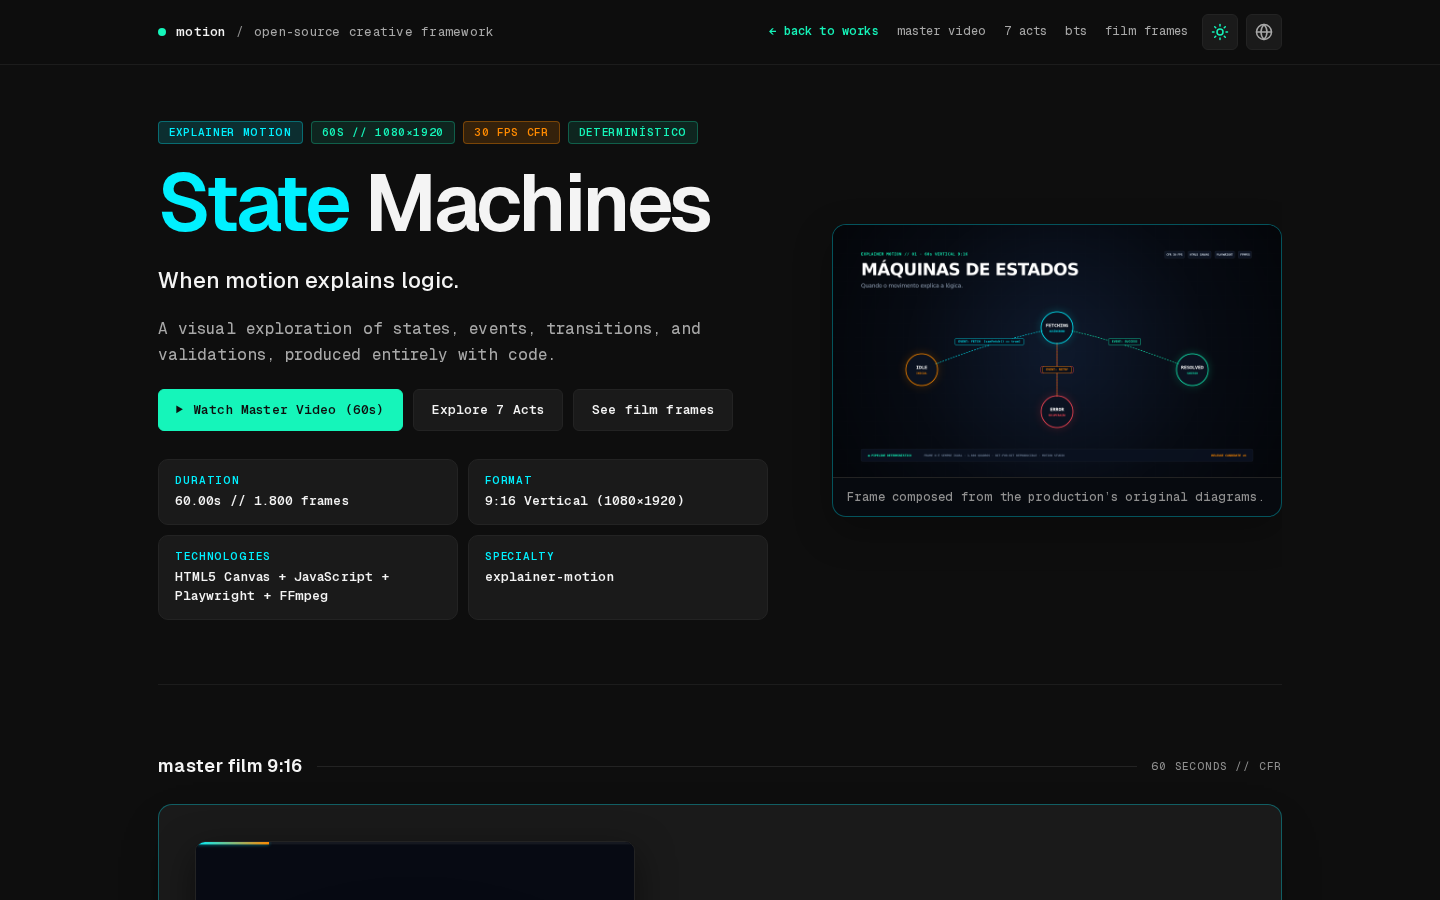 motion / open-source creative framework
← back to works
master video
7 acts
bts
film frames
EXPLAINER MOTION
60S // 1080×1920
30 FPS CFR
DETERMINÍSTICO
State Machines
When motion explains logic.
A visual exploration of states, events, transitions, and
validations, produced entirely with code.
▶ Watch Master Video (60s)
Explore 7 Acts
See film frames
DURATION
60.00s // 1.800 frames
FORMAT
9:16 Vertical (1080×1920)
TECHNOLOGIES
HTML5 Canvas + JavaScript +
Playwright + FFmpeg
SPECIALTY
explainer-motion
MÁQUINAS DE ESTADOS
Quando o movimento explica a lógica.
FETCHING
IDLE
RESOLVED
ERROR
Frame composed from the production's original diagrams.
master film 9:16
60 SECONDS // CFR